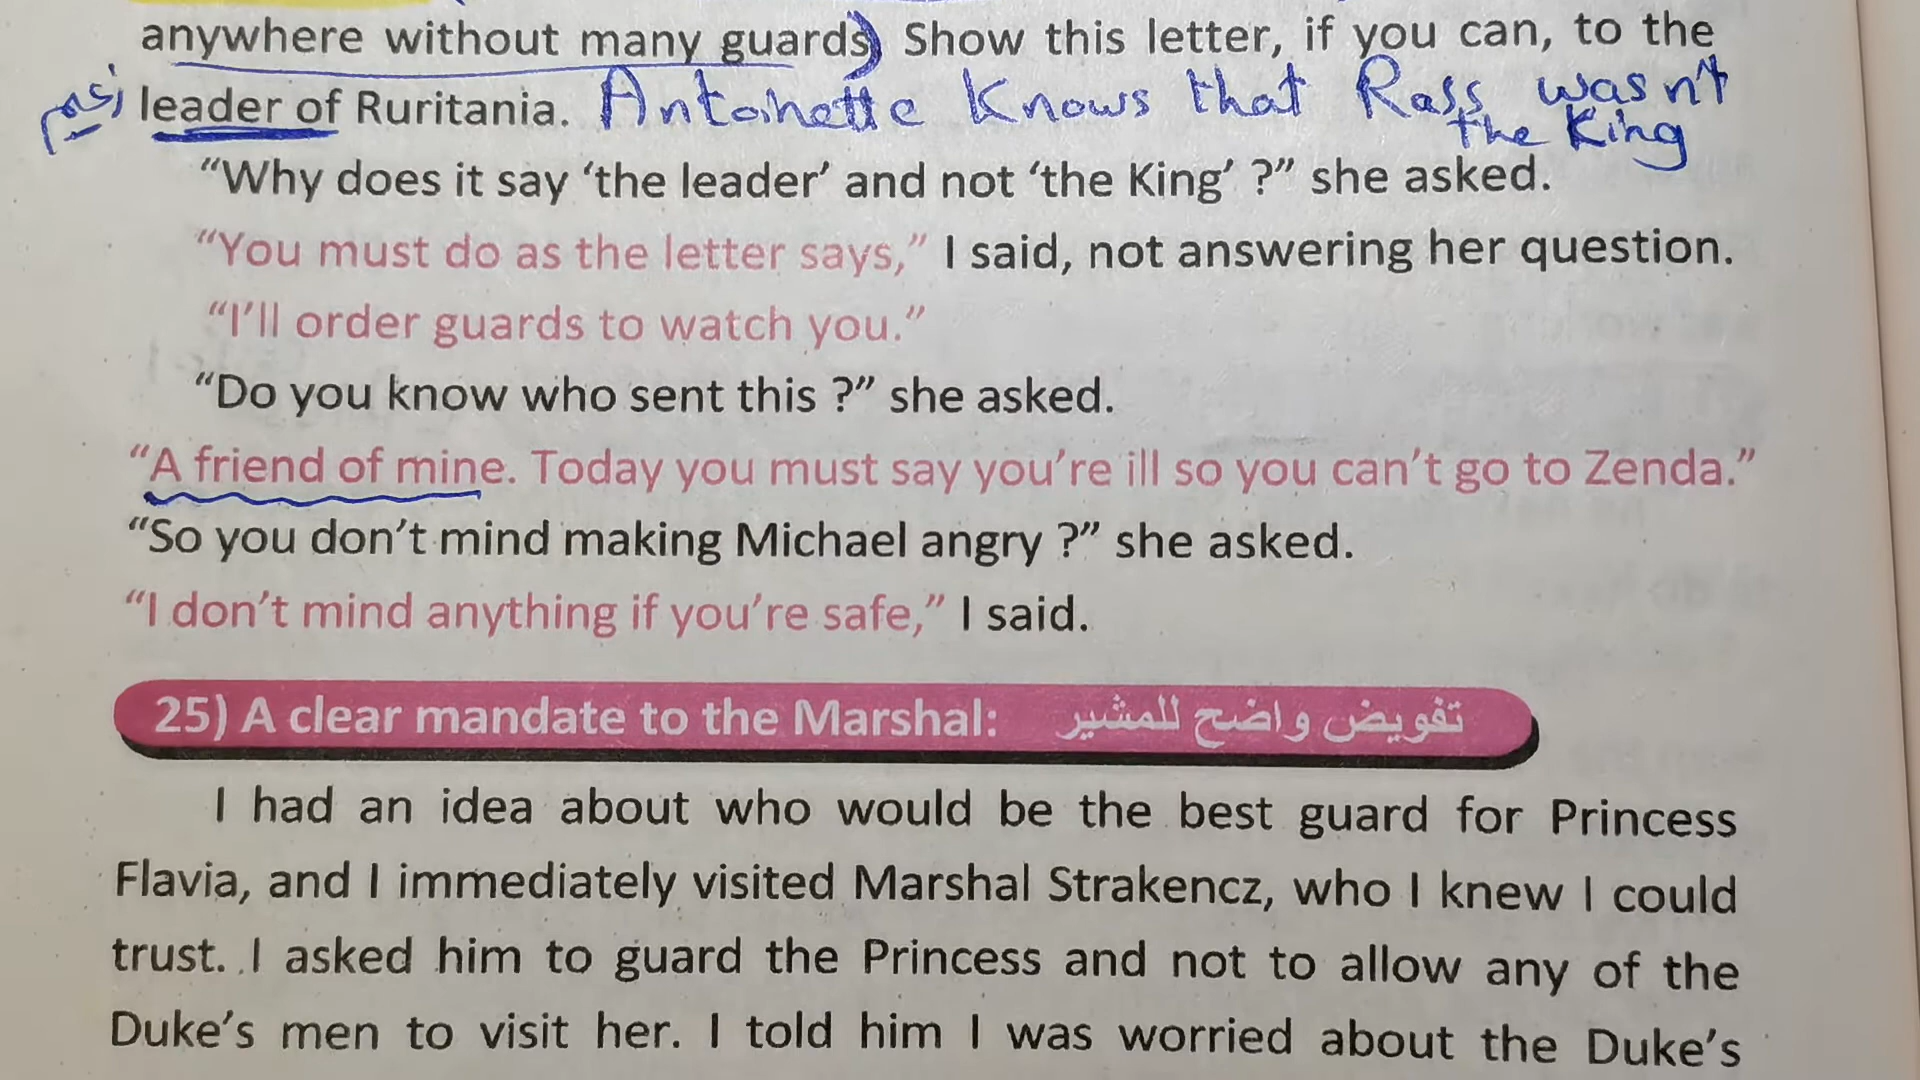 anywhere without many guards) Show this letter, if you can, to the
زعيم leader of Ruritania. Antoinette Knows that Rass wasn't
the King
“Why does it say ‘the leader’ and not ‘the King’ ?” she asked.
“You must do as the letter says,” I said, not answering her question.
“I’ll order guards to watch you.”
“Do you know who sent this ?” she asked.
“A friend of mine. Today you must say you’re ill so you can’t go to Zenda.”
“So you don’t mind making Michael angry ?” she asked.
“I don’t mind anything if you’re safe,” I said.
25) A clear mandate to the Marshal: تفويض واضح للمشير
I had an idea about who would be the best guard for Princess
Flavia, and I immediately visited Marshal Strakencz, who I knew I could
trust. I asked him to guard the Princess and not to allow any of the
Duke’s men to visit her. I told him I was worried about the Duke’s